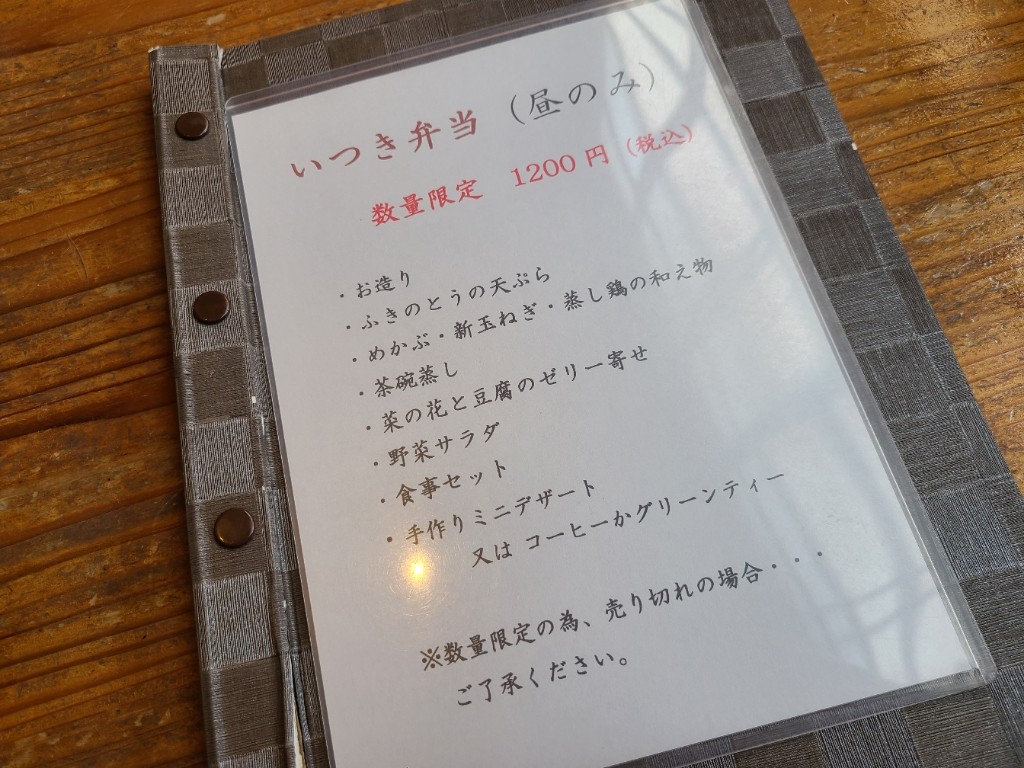 いつき弁当 (昼のみ)
数量限定 1200円 (税込)
・お造り
・ふきのとうの天ぷら
・めかぶ・新玉ねぎ・蒸し鶏の和え物
・茶碗蒸し
・菜の花と豆腐のゼリー寄せ
・野菜サラダ
・食事セット
・手作りミニデザート
又は コーヒーかグリーンティー
※数量限定の為、売り切れの場合・・・
ご了承ください。